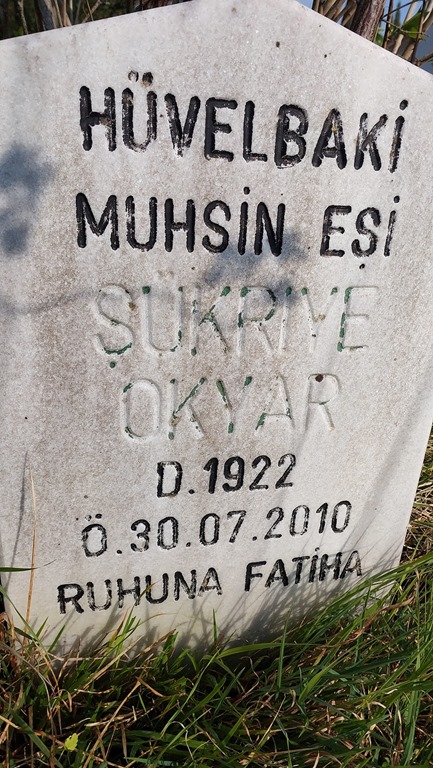 HÜVELBAKİ
MUHSİN EŞİ
ŞÜKRİYE
OKYAR
D.1922
Ö.30.07.2010
RUHUNA FATİHA